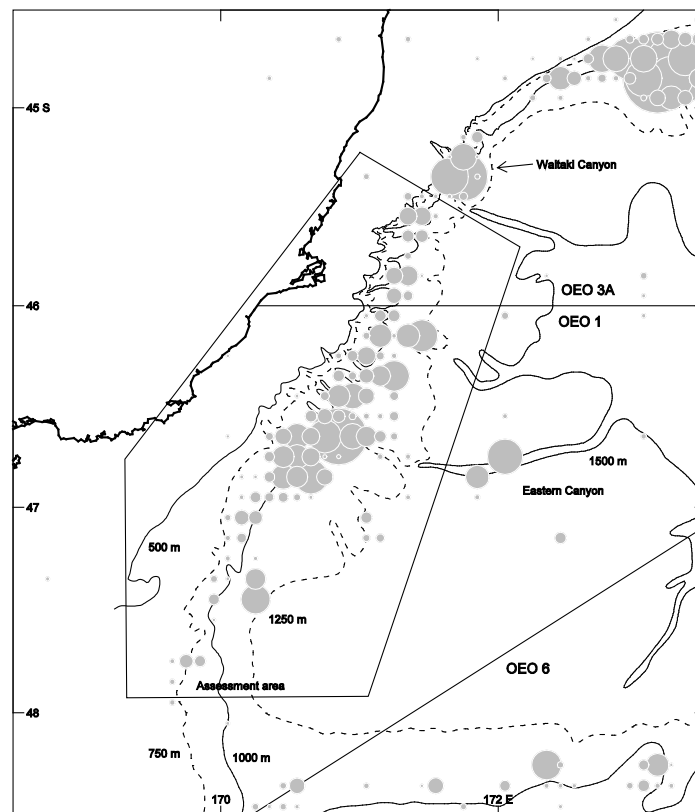 45 S
Waitaki Canyon
OEO 3A
46
OEO 1
1500 m
Eastern Canyon
47
500 m
1250 m
OEO 6
Assessment area
48
750 m
1000 m
170
172 E